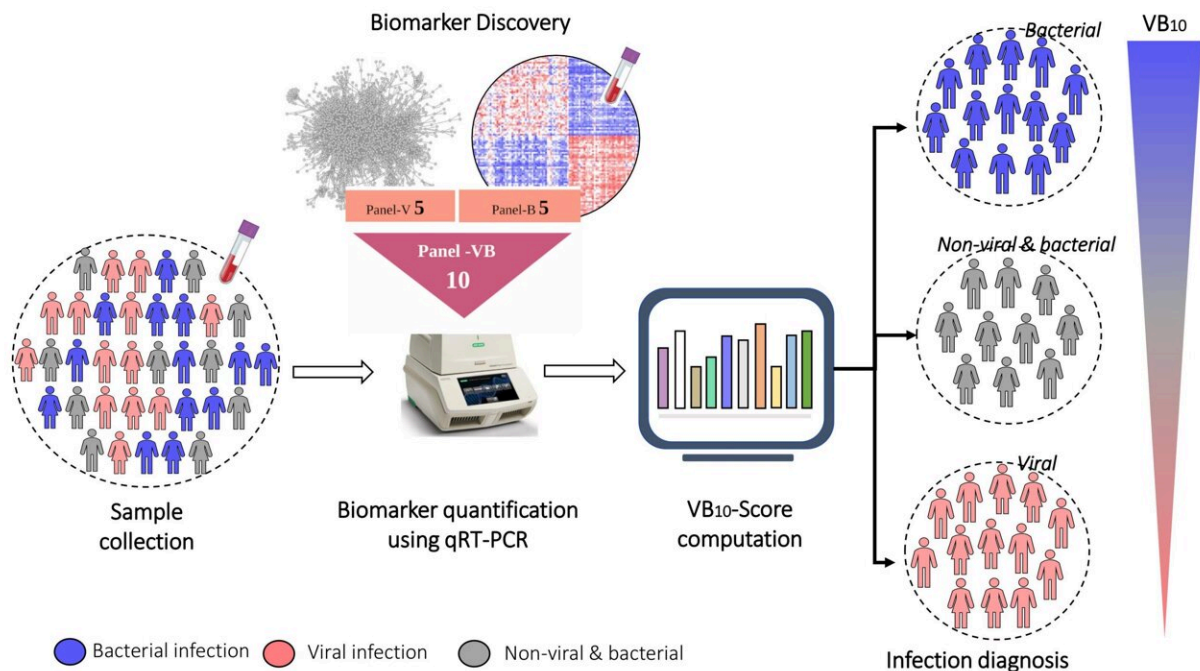 Biomarker Discovery
Panel-V 5
Panel-B 5
Panel -VB
10
Sample
collection
Biomarker quantification
using qRT-PCR
VB10-Score
computation
Bacterial
Non-viral & bacterial
Viral
Infection diagnosis
VB10
Bacterial infection
Viral infection
Non-viral & bacterial